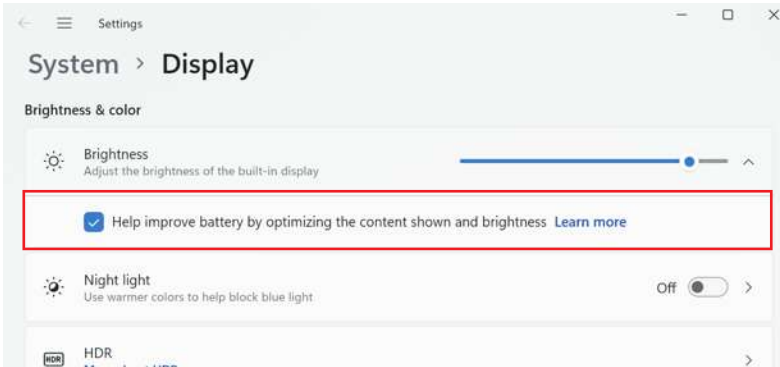 Settings
System > Display
Brightness & color
Brightness
Adjust the brightness of the built-in display
Help improve battery by optimizing the content shown and brightness Learn more
Night light
Use warmer colors to help block blue light
Off
HDR
HDR